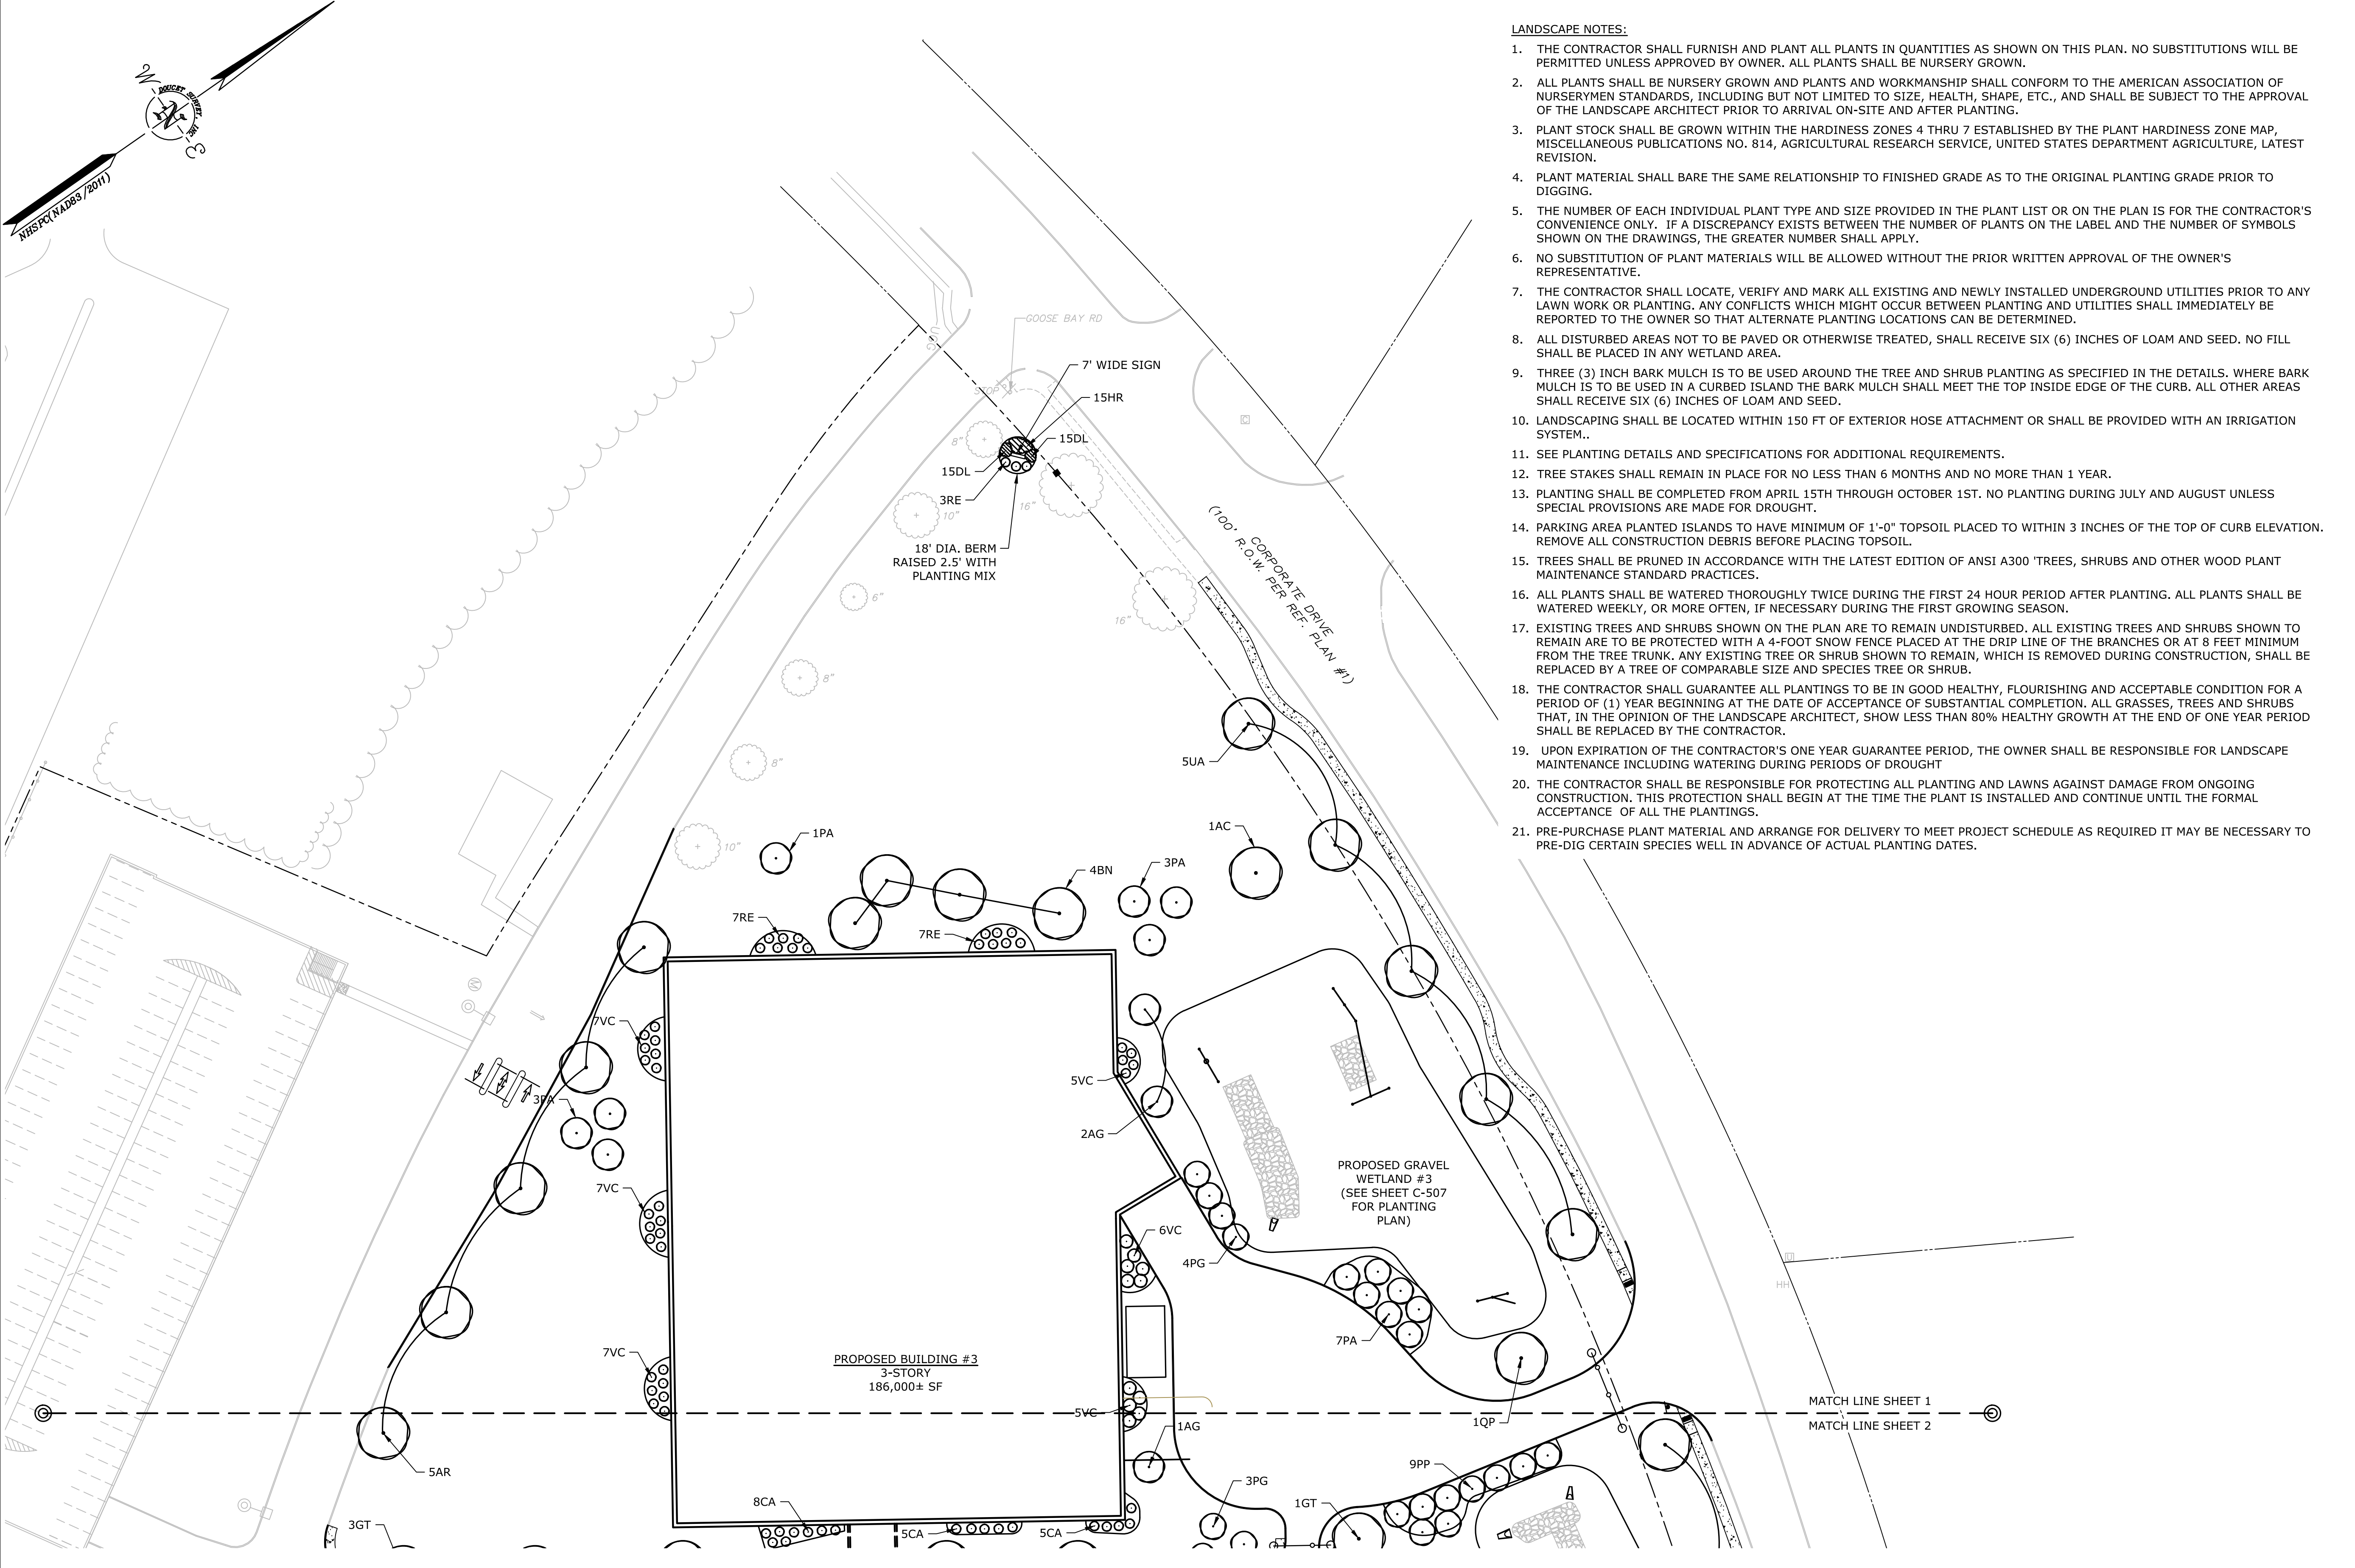 LANDSCAPE NOTES:
1. THE CONTRACTOR SHALL FURNISH AND PLANT ALL PLANTS IN QUANTITIES AS SHOWN ON THIS PLAN. NO SUBSTITUTIONS WILL BE
PERMITTED UNLESS APPROVED BY OWNER. ALL PLANTS SHALL BE NURSERY GROWN.
2. ALL PLANTS SHALL BE NURSERY GROWN AND PLANTS AND WORKMANSHIP SHALL CONFORM TO THE AMERICAN ASSOCIATION OF
NURSERYMEN STANDARDS, INCLUDING BUT NOT LIMITED TO SIZE, HEALTH, SHAPE, ETC., AND SHALL BE SUBJECT TO THE APPROVAL
OF THE LANDSCAPE ARCHITECT PRIOR TO ARRIVAL ON-SITE AND AFTER PLANTING.
3. PLANT STOCK SHALL BE GROWN WITHIN THE HARDINESS ZONES 4 THRU 7 ESTABLISHED BY THE PLANT HARDINESS ZONE MAP,
MISCELLANEOUS PUBLICATIONS NO. 814, AGRICULTURAL RESEARCH SERVICE, UNITED STATES DEPARTMENT AGRICULTURE, LATEST
REVISION.
4. PLANT MATERIAL SHALL BARE THE SAME RELATIONSHIP TO FINISHED GRADE AS TO THE ORIGINAL PLANTING GRADE PRIOR TO
DIGGING.
5. THE NUMBER OF EACH INDIVIDUAL PLANT TYPE AND SIZE PROVIDED IN THE PLANT LIST OR ON THE PLAN IS FOR THE CONTRACTOR'S
CONVENIENCE ONLY. IF A DISCREPANCY EXISTS BETWEEN THE NUMBER OF PLANTS ON THE LABEL AND THE NUMBER OF SYMBOLS
SHOWN ON THE DRAWINGS, THE GREATER NUMBER SHALL APPLY.
6. NO SUBSTITUTION OF PLANT MATERIALS WILL BE ALLOWED WITHOUT THE PRIOR WRITTEN APPROVAL OF THE OWNER'S
REPRESENTATIVE.
7. THE CONTRACTOR SHALL LOCATE, VERIFY AND MARK ALL EXISTING AND NEWLY INSTALLED UNDERGROUND UTILITIES PRIOR TO ANY
LAWN WORK OR PLANTING. ANY CONFLICTS WHICH MIGHT OCCUR BETWEEN PLANTING AND UTILITIES SHALL IMMEDIATELY BE
REPORTED TO THE OWNER SO THAT ALTERNATE PLANTING LOCATIONS CAN BE DETERMINED.
8. ALL DISTURBED AREAS NOT TO BE PAVED OR OTHERWISE TREATED, SHALL RECEIVE SIX (6) INCHES OF LOAM AND SEED. NO FILL
SHALL BE PLACED IN ANY WETLAND AREA.
9. THREE (3) INCH BARK MULCH IS TO BE USED AROUND THE TREE AND SHRUB PLANTING AS SPECIFIED IN THE DETAILS. WHERE BARK
MULCH IS TO BE USED IN A CURBED ISLAND THE BARK MULCH SHALL MEET THE TOP INSIDE EDGE OF THE CURB. ALL OTHER AREAS
SHALL RECEIVE SIX (6) INCHES OF LOAM AND SEED.
10. LANDSCAPING SHALL BE LOCATED WITHIN 150 FT OF EXTERIOR HOSE ATTACHMENT OR SHALL BE PROVIDED WITH AN IRRIGATION
SYSTEM..
11. SEE PLANTING DETAILS AND SPECIFICATIONS FOR ADDITIONAL REQUIREMENTS.
12. TREE STAKES SHALL REMAIN IN PLACE FOR NO LESS THAN 6 MONTHS AND NO MORE THAN 1 YEAR.
13. PLANTING SHALL BE COMPLETED FROM APRIL 15TH THROUGH OCTOBER 1ST. NO PLANTING DURING JULY AND AUGUST UNLESS
SPECIAL PROVISIONS ARE MADE FOR DROUGHT.
14. PARKING AREA PLANTED ISLANDS TO HAVE MINIMUM OF 1'-0" TOPSOIL PLACED TO WITHIN 3 INCHES OF THE TOP OF CURB ELEVATION.
REMOVE ALL CONSTRUCTION DEBRIS BEFORE PLACING TOPSOIL.
15. TREES SHALL BE PRUNED IN ACCORDANCE WITH THE LATEST EDITION OF ANSI A300 'TREES, SHRUBS AND OTHER WOOD PLANT
MAINTENANCE STANDARD PRACTICES.
16. ALL PLANTS SHALL BE WATERED THOROUGHLY TWICE DURING THE FIRST 24 HOUR PERIOD AFTER PLANTING. ALL PLANTS SHALL BE
WATERED WEEKLY, OR MORE OFTEN, IF NECESSARY DURING THE FIRST GROWING SEASON.
17. EXISTING TREES AND SHRUBS SHOWN ON THE PLAN ARE TO REMAIN UNDISTURBED. ALL EXISTING TREES AND SHRUBS SHOWN TO
REMAIN ARE TO BE PROTECTED WITH A 4-FOOT SNOW FENCE PLACED AT THE DRIP LINE OF THE BRANCHES OR AT 8 FEET MINIMUM
FROM THE TREE TRUNK. ANY EXISTING TREE OR SHRUB SHOWN TO REMAIN, WHICH IS REMOVED DURING CONSTRUCTION, SHALL BE
REPLACED BY A TREE OF COMPARABLE SIZE AND SPECIES TREE OR SHRUB.
18. THE CONTRACTOR SHALL GUARANTEE ALL PLANTINGS TO BE IN GOOD HEALTHY, FLOURISHING AND ACCEPTABLE CONDITION FOR A
PERIOD OF (1) YEAR BEGINNING AT THE DATE OF ACCEPTANCE OF SUBSTANTIAL COMPLETION. ALL GRASSES, TREES AND SHRUBS
THAT, IN THE OPINION OF THE LANDSCAPE ARCHITECT, SHOW LESS THAN 80% HEALTHY GROWTH AT THE END OF ONE YEAR PERIOD
SHALL BE REPLACED BY THE CONTRACTOR.
19. UPON EXPIRATION OF THE CONTRACTOR'S ONE YEAR GUARANTEE PERIOD, THE OWNER SHALL BE RESPONSIBLE FOR LANDSCAPE
MAINTENANCE INCLUDING WATERING DURING PERIODS OF DROUGHT
20. THE CONTRACTOR SHALL BE RESPONSIBLE FOR PROTECTING ALL PLANTING AND LAWNS AGAINST DAMAGE FROM ONGOING
CONSTRUCTION. THIS PROTECTION SHALL BEGIN AT THE TIME THE PLANT IS INSTALLED AND CONTINUE UNTIL THE FORMAL
ACCEPTANCE OF ALL THE PLANTINGS.
21. PRE-PURCHASE PLANT MATERIAL AND ARRANGE FOR DELIVERY TO MEET PROJECT SCHEDULE AS REQUIRED IT MAY BE NECESSARY TO
PRE-DIG CERTAIN SPECIES WELL IN ADVANCE OF ACTUAL PLANTING DATES.
DOUCET SURVEY, INC.
NHSPC(NAD83/2011)
GOOSE BAY RD
7' WIDE SIGN
STOP
15HR
8"
15DL
15DL
3RE
16"
10"
18' DIA. BERM
RAISED 2.5' WITH
PLANTING MIX
CORPORATE DRIVE
(100' R.O.W. PER REF. PLAN #1)
6"
16"
8"
8"
5UA
1PA
1AC
10"
4BN
3PA
7RE
7RE
7VC
5VC
3PA
2AG
PROPOSED GRAVEL
WETLAND #3
(SEE SHEET C-507
FOR PLANTING
PLAN)
7VC
6VC
4PG
HH
7PA
7VC
PROPOSED BUILDING #3
3-STORY
186,000± SF
MATCH LINE SHEET 1
5VC
1QP
1AG
MATCH LINE SHEET 2
9PP
5AR
3PG
8CA
1GT
3GT
5CA
5CA